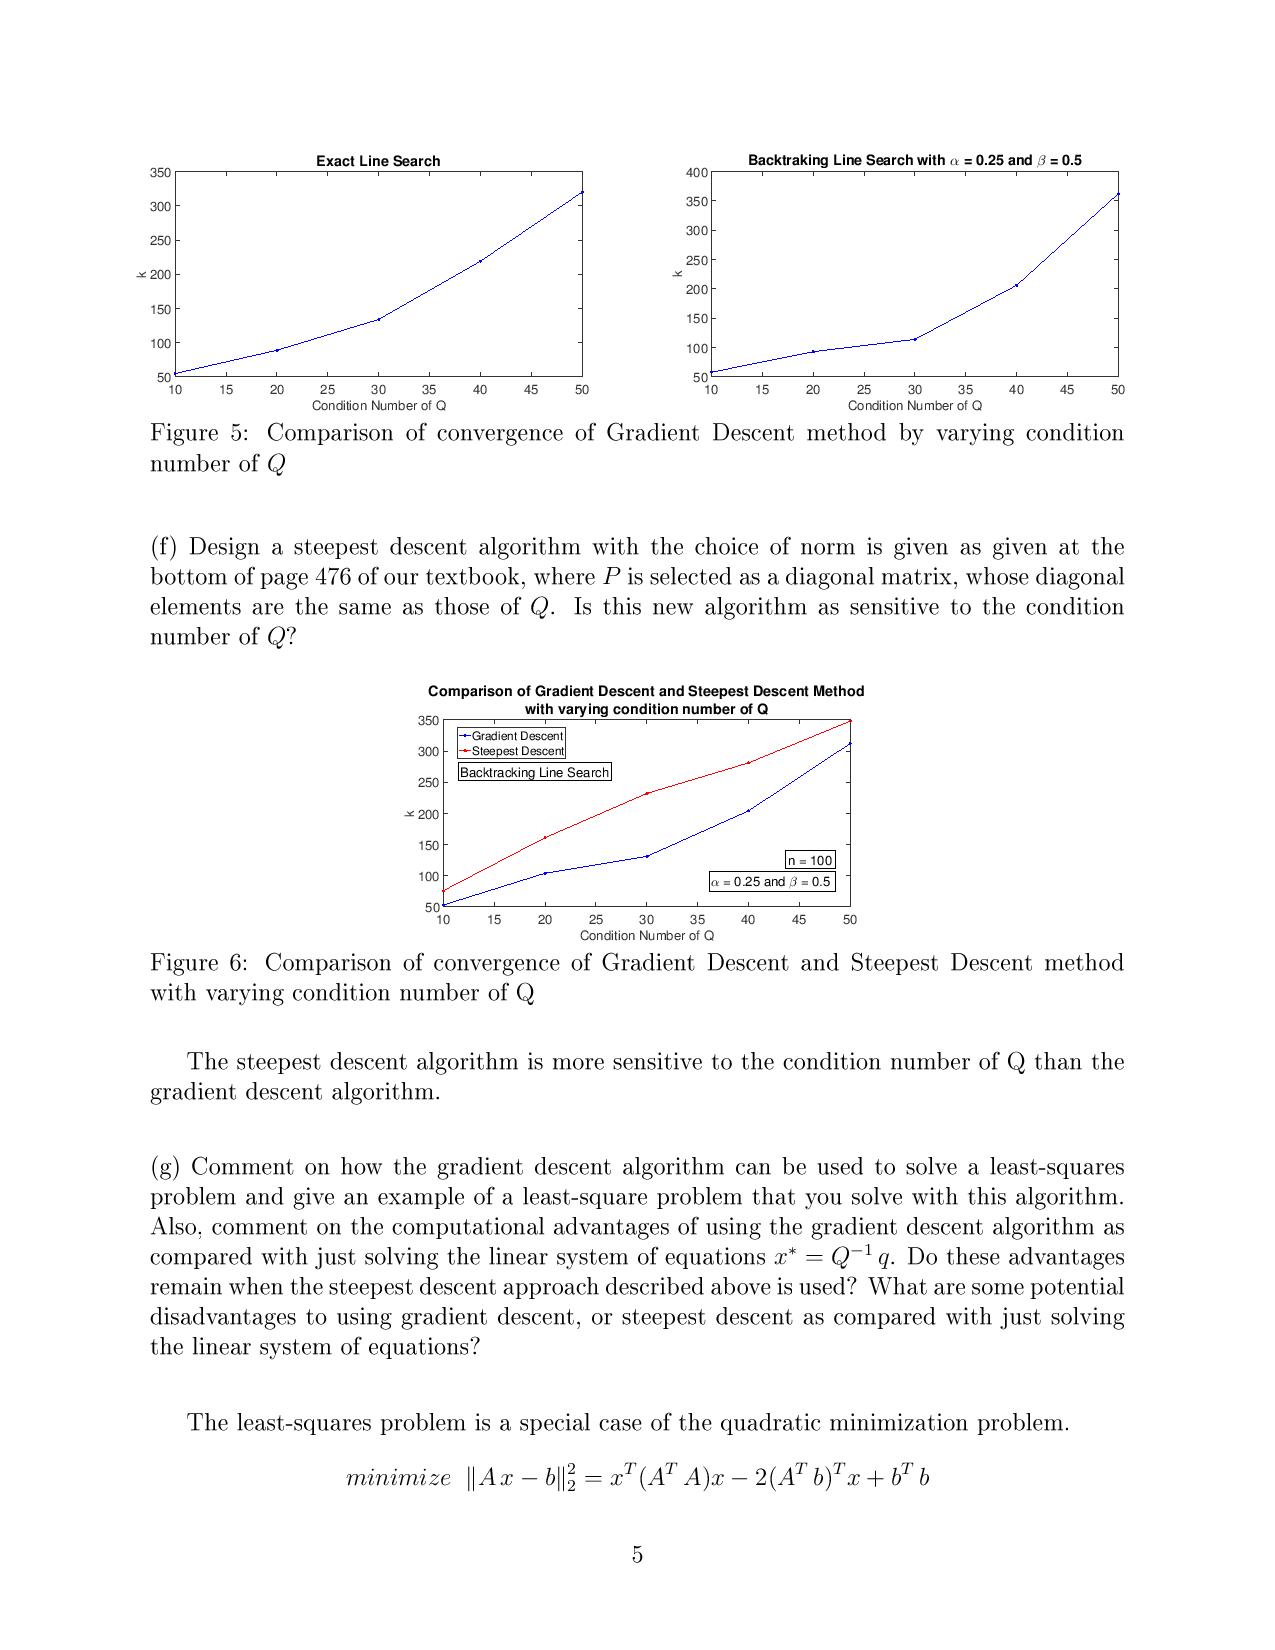 Exact Line Search
350
300
250
200
150
100
50
k
10 15 20 25 30 35 40 45 50
Condition Number of Q
Backtraking Line Search with α = 0.25 and β = 0.5
400
350
300
250
200
150
100
50
k
10 15 20 25 30 35 40 45 50
Condition Number of Q
Figure 5: Comparison of convergence of Gradient Descent method by varying condition
number of Q
(f) Design a steepest descent algorithm with the choice of norm is given as given at the
bottom of page 476 of our textbook, where P is selected as a diagonal matrix, whose diagonal
elements are the same as those of Q. Is this new algorithm as sensitive to the condition
number of Q?
Comparison of Gradient Descent and Steepest Descent Method
with varying condition number of Q
350
300
250
200
150
100
50
k
Gradient Descent
Steepest Descent
Backtracking Line Search
n = 100
α = 0.25 and β = 0.5
10 15 20 25 30 35 40 45 50
Condition Number of Q
Figure 6: Comparison of convergence of Gradient Descent and Steepest Descent method
with varying condition number of Q
The steepest descent algorithm is more sensitive to the condition number of Q than the
gradient descent algorithm.
(g) Comment on how the gradient descent algorithm can be used to solve a least-squares
problem and give an example of a least-square problem that you solve with this algorithm.
Also, comment on the computational advantages of using the gradient descent algorithm as
compared with just solving the linear system of equations x* = Q⁻¹ q. Do these advantages
remain when the steepest descent approach described above is used? What are some potential
disadvantages to using gradient descent, or steepest descent as compared with just solving
the linear system of equations?
The least-squares problem is a special case of the quadratic minimization problem.
minimize ‖A x − b‖₂² = xᵀ(Aᵀ A)x − 2(Aᵀ b)ᵀx + bᵀ b
5